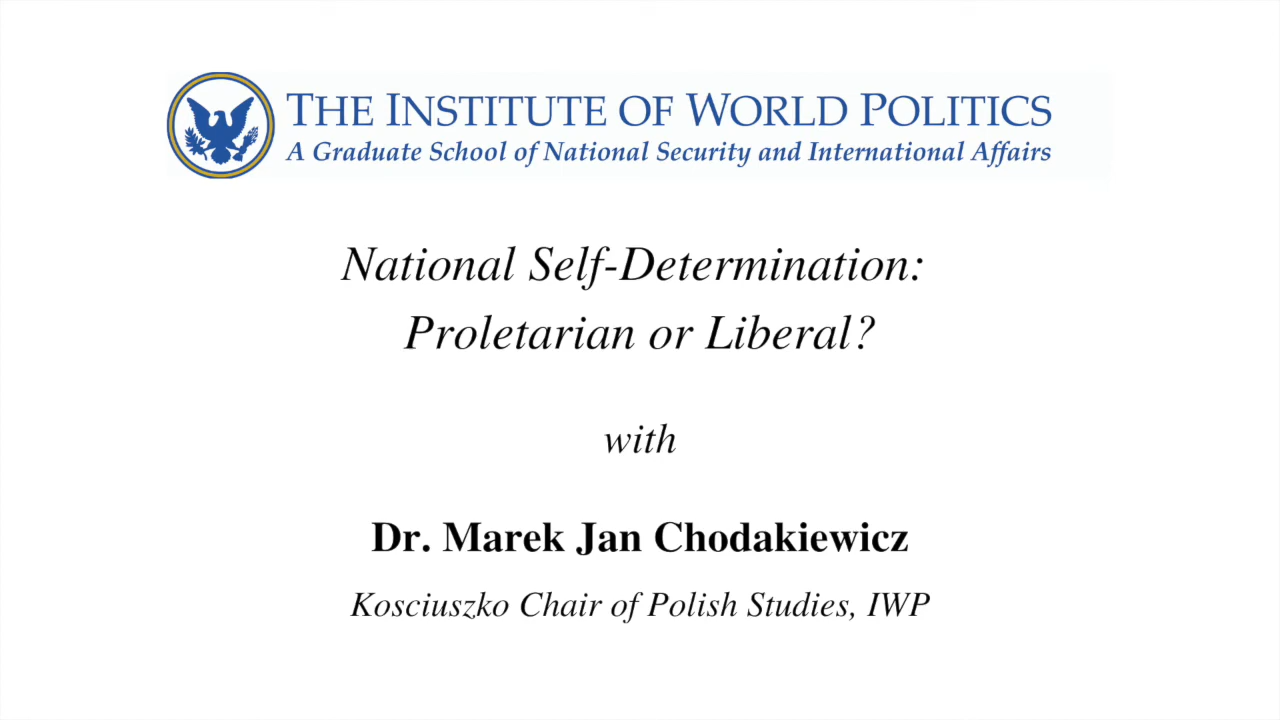 THE INSTITUTE OF WORLD POLITICS
A Graduate School of National Security and International Affairs
National Self-Determination:
Proletarian or Liberal?
with
Dr. Marek Jan Chodakiewicz
Kosciuszko Chair of Polish Studies, IWP